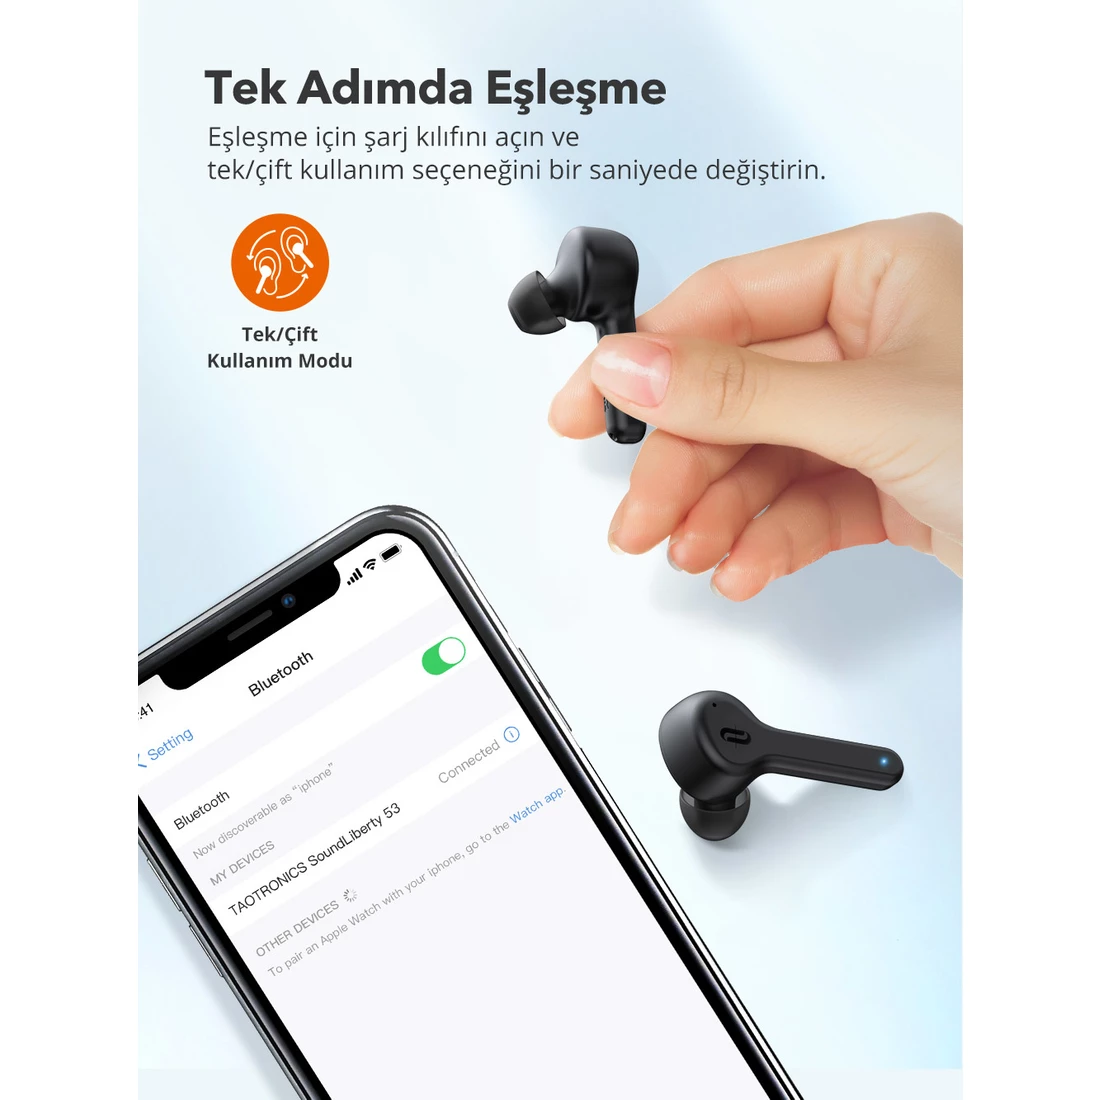 Tek Adımda Eşleşme
Eşleşme için şarj kılıfını açın ve
tek/çift kullanım seçeneğini bir saniyede değiştirin.
Tek/Çift
Kullanım Modu
:41
Setting
Bluetooth
Bluetooth
Now discoverable as “iphone”
MY DEVICES
TAOTRONICS SoundLiberty 53
Connected
OTHER DEVICES
To pair an Apple Watch with your iphone, go to the Watch app.